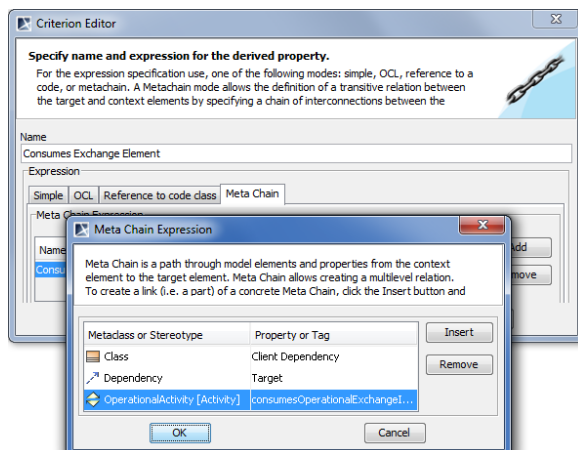 Criterion Editor
Specify name and expression for the derived property.
For the expression specification use, one of the following modes: simple, OCL, reference to a
code, or metachain. A Metachain mode allows the definition of a transitive relation between
the target and context elements by specifying a chain of interconnections between the
Name
Consumes Exchange Element
Expression
Simple OCL Reference to code class Meta Chain
Meta Chain Expression
Name
Add
Consu
move
Meta Chain Expression
Meta Chain is a path through model elements and properties from the context
element to the target element. Meta Chain allows creating a multilevel relation.
To create a link (i.e. a part) of a concrete Meta Chain, click the Insert button and
Metaclass or Stereotype Property or Tag Insert
Class Client Dependency
Remove
Dependency Target
OperationalActivity [Activity] consumesOperationalExchangeI...
OK Cancel